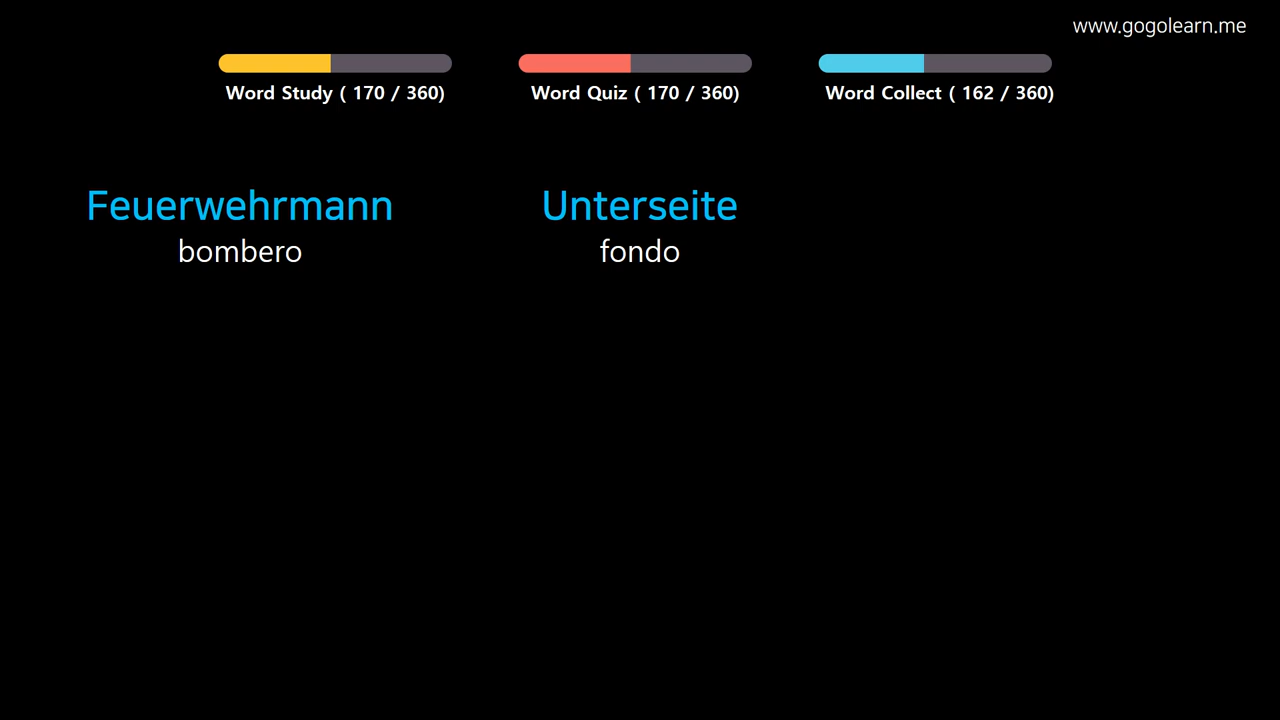 www.gogolearn.me
Word Study ( 170 / 360)
Word Quiz ( 170 / 360)
Word Collect ( 162 / 360)
Feuerwehrmann
bombero
Unterseite
fondo